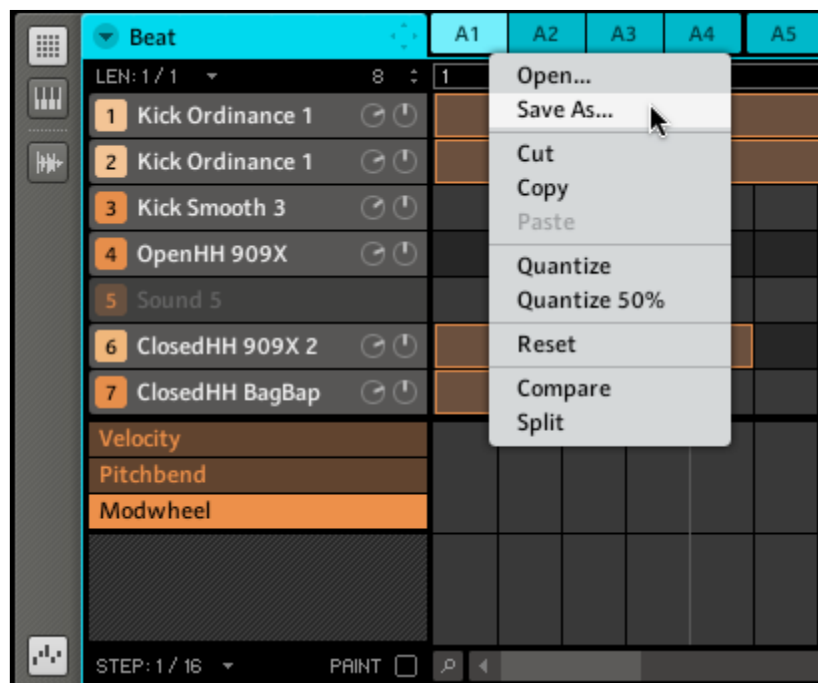 Beat
A1 A2 A3 A4 A5
LEN: 1 / 1 8 1
1 Kick Ordinance 1
2 Kick Ordinance 1
3 Kick Smooth 3
4 OpenHH 909X
5 Sound 5
6 ClosedHH 909X 2
7 ClosedHH BagBap
Velocity
Pitchbend
Modwheel
STEP: 1 / 16 PAINT
Open...
Save As...
Cut
Copy
Paste
Quantize
Quantize 50%
Reset
Compare
Split